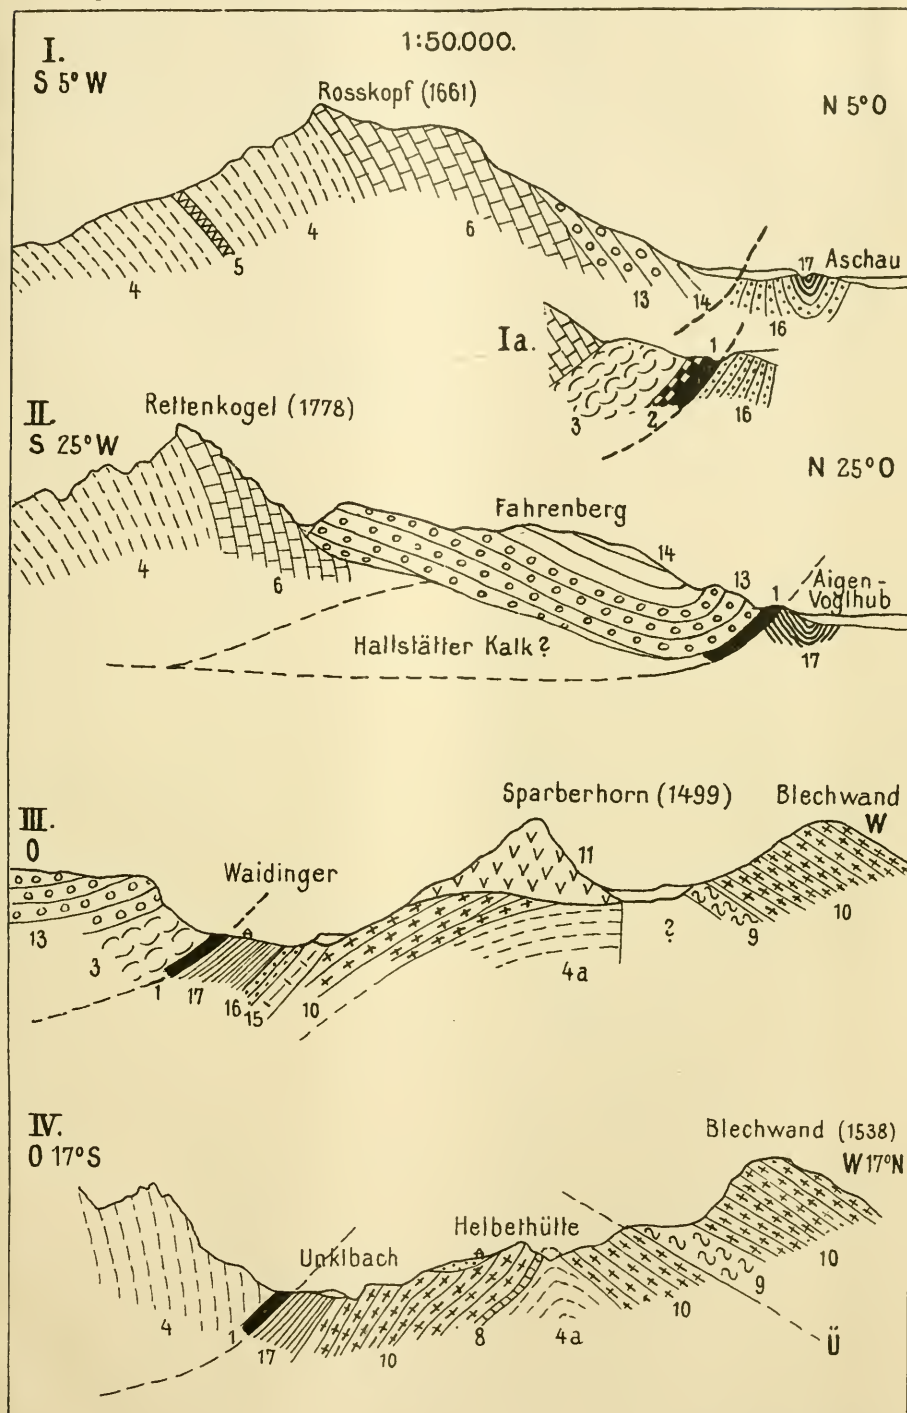 1:50.000.
I.
S 5° W
Rosskopf (1661)
N 5° O
4
5
4
6
13
14
17
Aschau
16
Ia.
1
3
2
16
II.
S 25° W
Rettenkogel (1778)
N 25° O
Fahrenberg
4
6
14
13
1
Aigen-
Voglhub
Hallstätter Kalk?
17
III.
O
Sparberhorn (1499)
Blechwand
W
Waidinger
11
13
3
1
17
16
15
10
4a
?
9
10
IV.
O 17° S
Blechwand (1538)
W 17° N
Unklbach
Helbethütte
4
1
17
10
8
4a
10
9
10
Ü